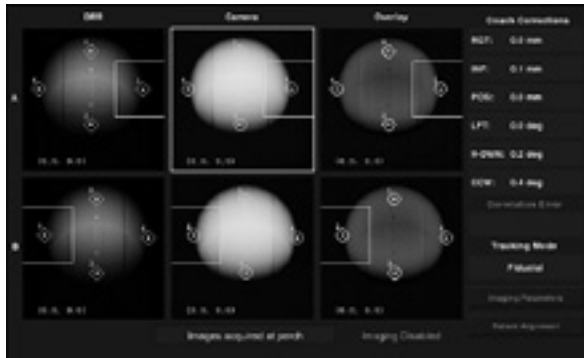 DRR Camera Overlay Couch Corrections
A
RGT: 0.0 mm
INF: 0.1 mm
POS: 0.0 mm
LFT: 0.0 deg
H-DWN: 0.2 deg
CCW: 0.4 deg
Correlation Error
B
Tracking Mode
Fiducial
Imaging Parameters
Patient Alignment
Images acquired at perch Imaging Disabled